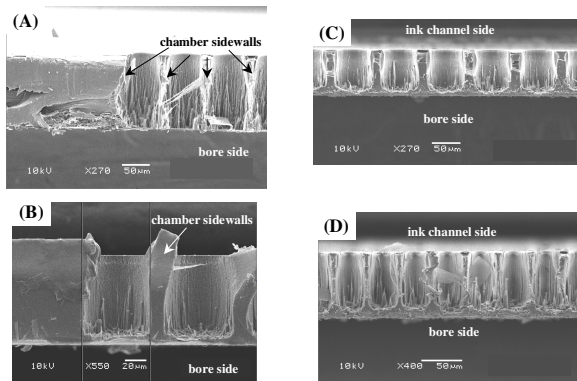 (A)
chamber sidewalls
bore side
10kV X270 50µm
(B)
chamber sidewalls
10kV X550 20µm
bore side
(C)
ink channel side
bore side
10kV X270 50µm
(D)
ink channel side
bore side
10kV X400 50µm